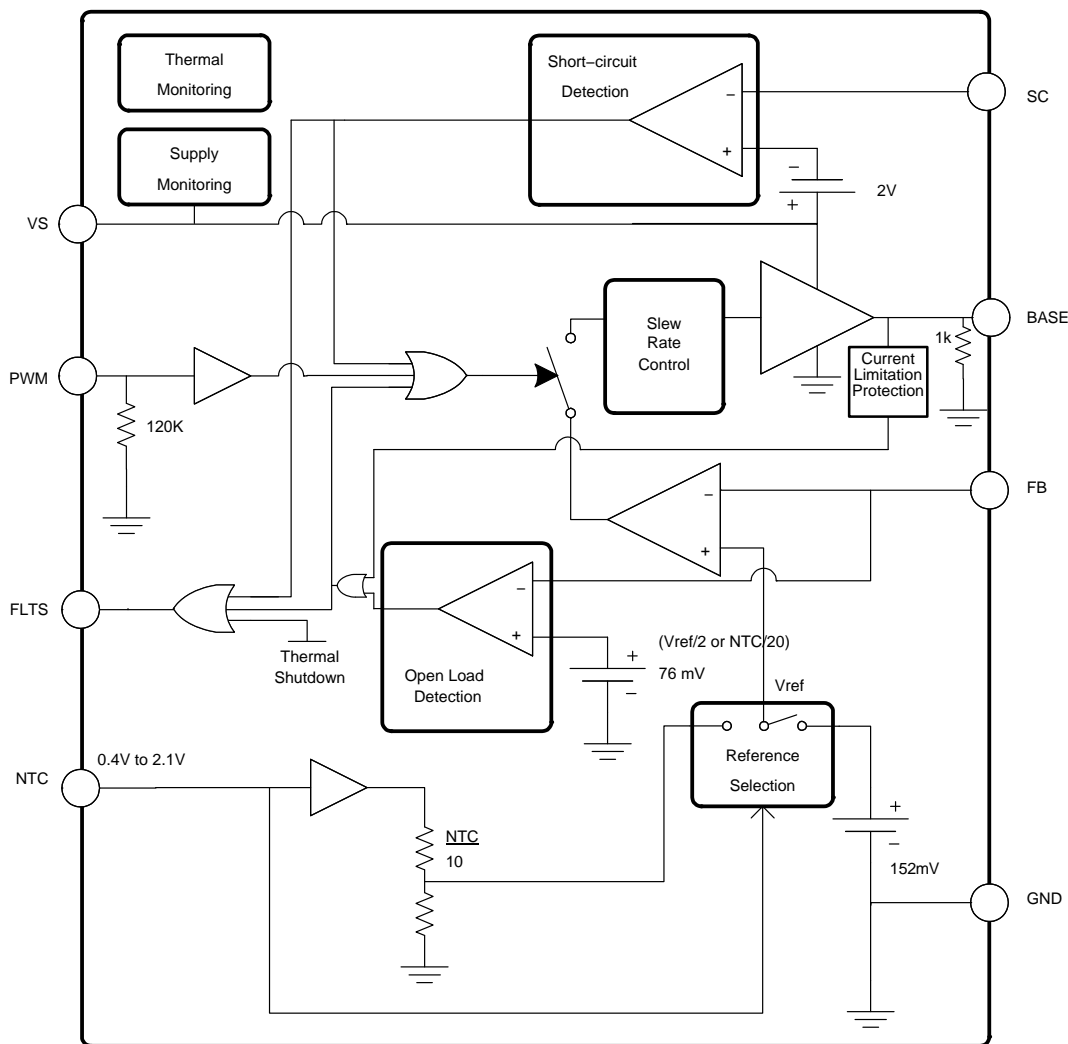 Thermal
Monitoring
Short−circuit
Detection
−
+
SC
Supply
Monitoring
−
+
2V
VS
BASE
Slew
Rate
Control
1k
Current
Limitation
Protection
PWM
120K
FB
−
+
FLTS
−
+
Thermal
Shutdown
Open Load
Detection
(Vref/2 or NTC/20)
+
76 mV
−
Vref
Reference
Selection
NTC
0.4V to 2.1V
NTC
10
+
−
152mV
GND